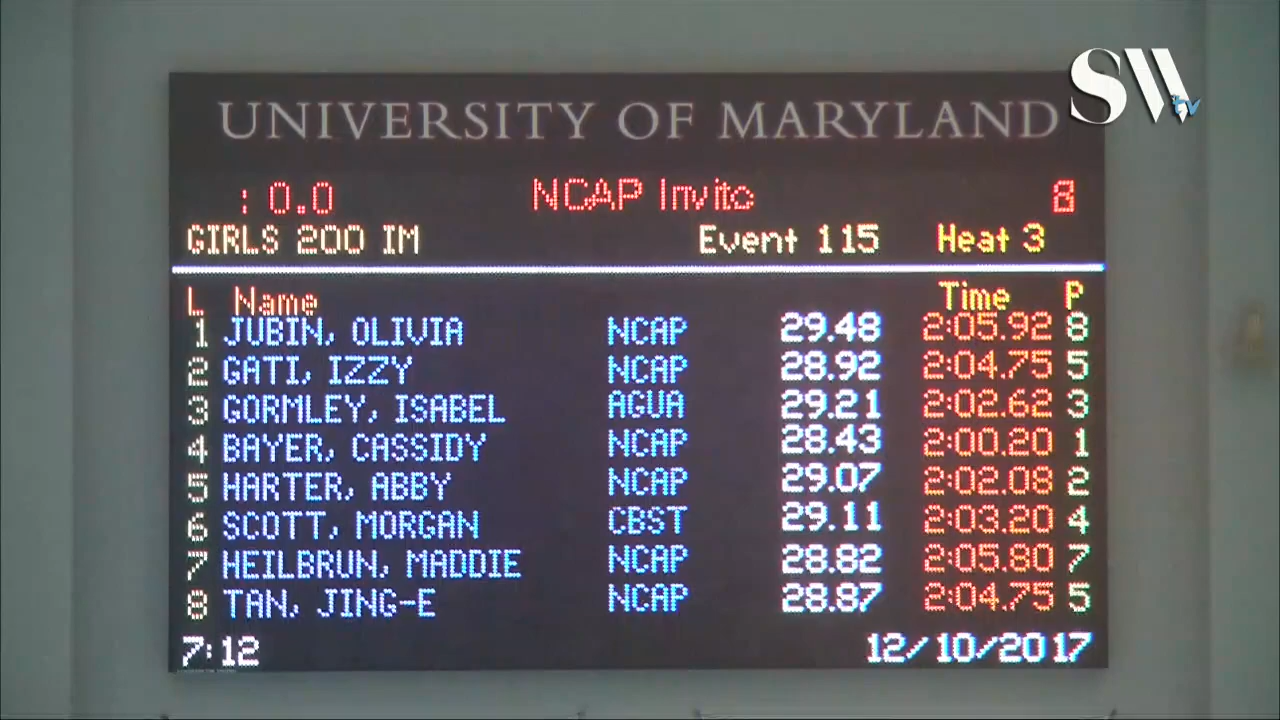 SW TV
UNIVERSITY OF MARYLAND
: 0.0 NCAP Invite 8
GIRLS 200 IM Event 115 Heat 3
L Name Time P
1 JUBIN, OLIVIA NCAP 29.48 2:05.92 8
2 GATI, IZZY NCAP 28.92 2:04.75 5
3 GORMLEY, ISABEL AGUA 29.21 2:02.62 3
4 BAYER, CASSIDY NCAP 28.43 2:00.20 1
5 HARTER, ABBY NCAP 29.07 2:02.08 2
6 SCOTT, MORGAN CBST 29.11 2:03.20 4
7 HEILBRUN, MADDIE NCAP 28.82 2:05.80 7
8 TAN, JING-E NCAP 28.87 2:04.75 5
7:12 12/10/2017